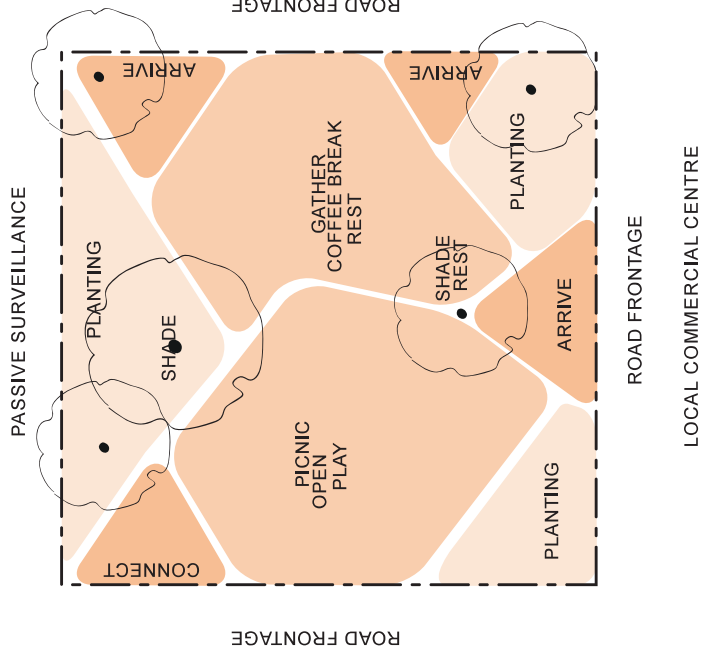 ROAD FRONTAGE
ARRIVE
ARRIVE
PLANTING
GATHER
COFFEE BREAK
REST
SHADE
REST
PLANTING
SHADE
PASSIVE SURVEILLANCE
ARRIVE
ROAD FRONTAGE
LOCAL COMMERCIAL CENTRE
PICNIC
OPEN
PLAY
PLANTING
CONNECT
ROAD FRONTAGE